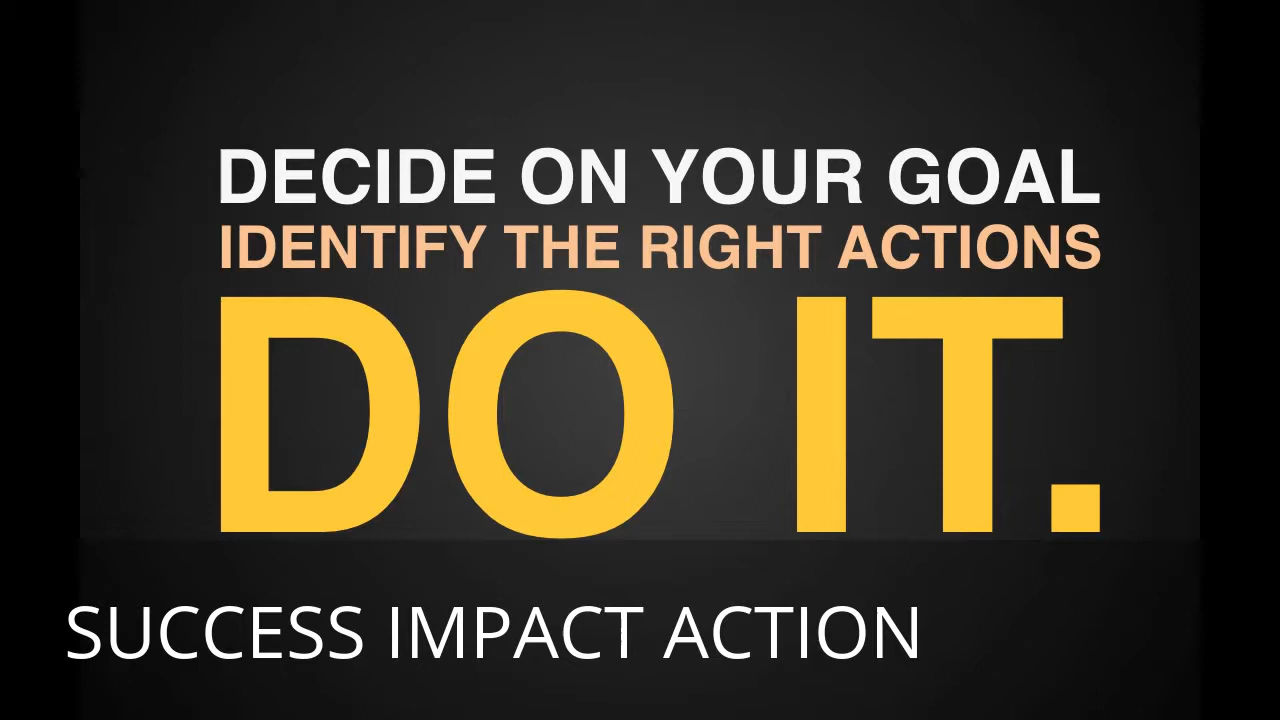 DECIDE ON YOUR GOAL
IDENTIFY THE RIGHT ACTIONS
DO IT.
SUCCESS IMPACT ACTION